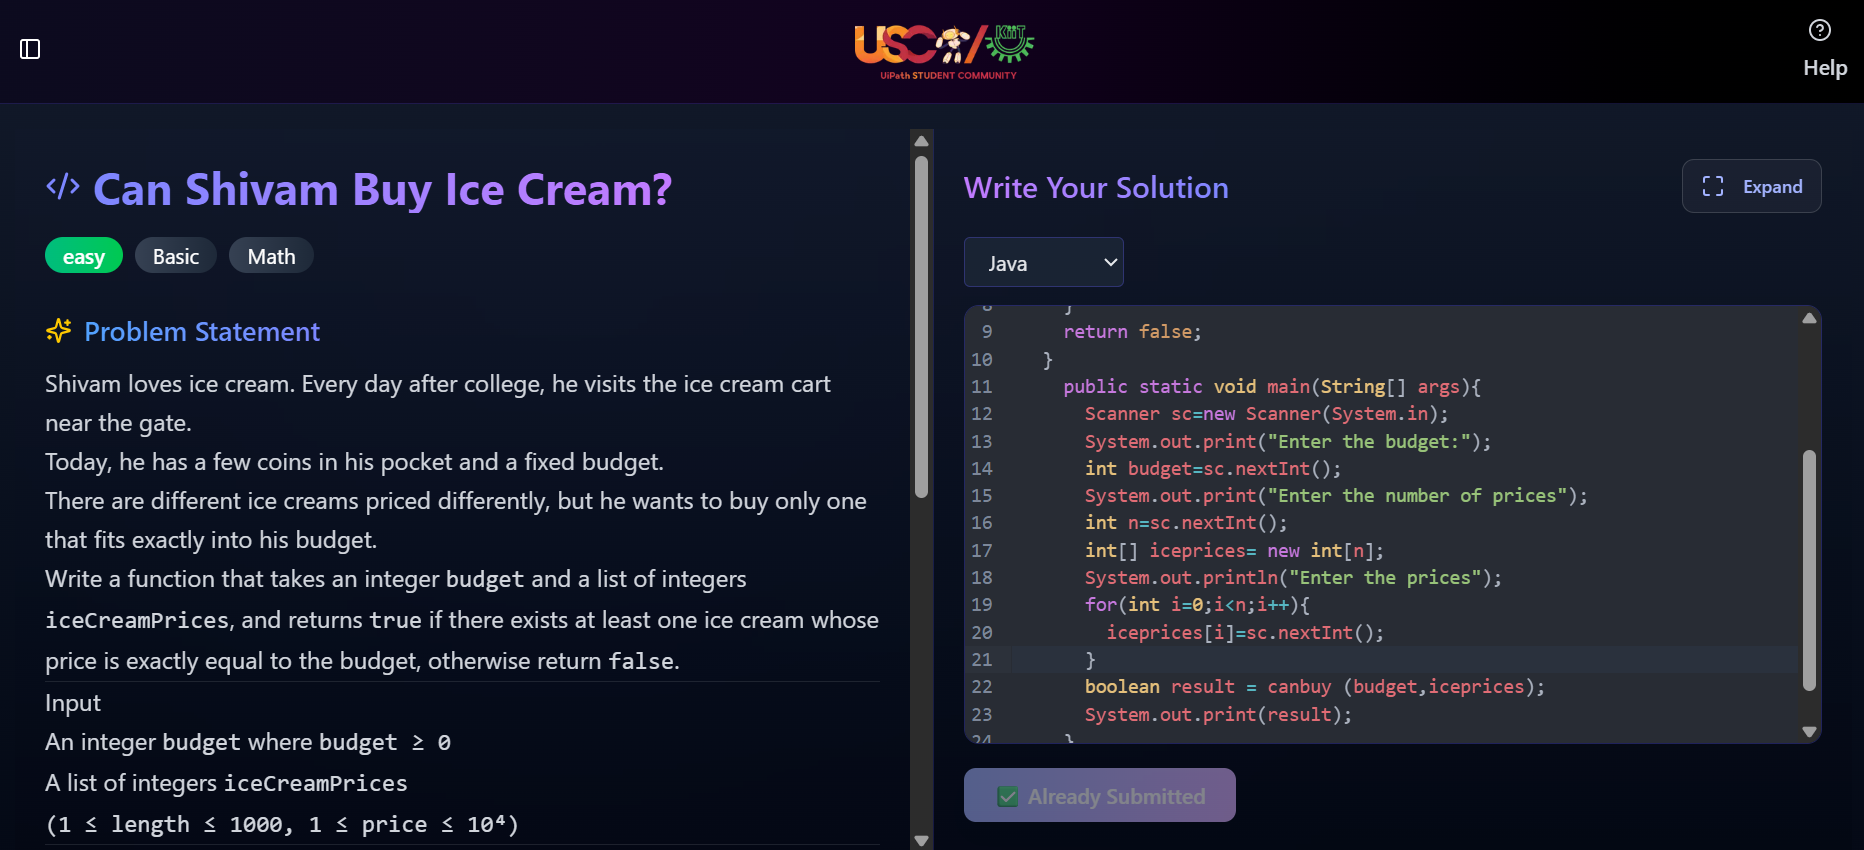 USC/KiiT
UiPath STUDENT COMMUNITY
Help
</> Can Shivam Buy Ice Cream?
easy Basic Math
Problem Statement
Shivam loves ice cream. Every day after college, he visits the ice cream cart
near the gate.
Today, he has a few coins in his pocket and a fixed budget.
There are different ice creams priced differently, but he wants to buy only one
that fits exactly into his budget.
Write a function that takes an integer budget and a list of integers
iceCreamPrices, and returns true if there exists at least one ice cream whose
price is exactly equal to the budget, otherwise return false.
Input
An integer budget where budget ≥ 0
A list of integers iceCreamPrices
(1 ≤ length ≤ 1000, 1 ≤ price ≤ 10⁴)
Write Your Solution
Expand
Java
8 }
9 return false;
10 }
11 public static void main(String[] args){
12 Scanner sc=new Scanner(System.in);
13 System.out.print("Enter the budget:");
14 int budget=sc.nextInt();
15 System.out.print("Enter the number of prices");
16 int n=sc.nextInt();
17 int[] iceprices= new int[n];
18 System.out.println("Enter the prices");
19 for(int i=0;i<n;i++){
20 iceprices[i]=sc.nextInt();
21 }
22 boolean result = canbuy (budget,iceprices);
23 System.out.print(result);
24 }
Already Submitted